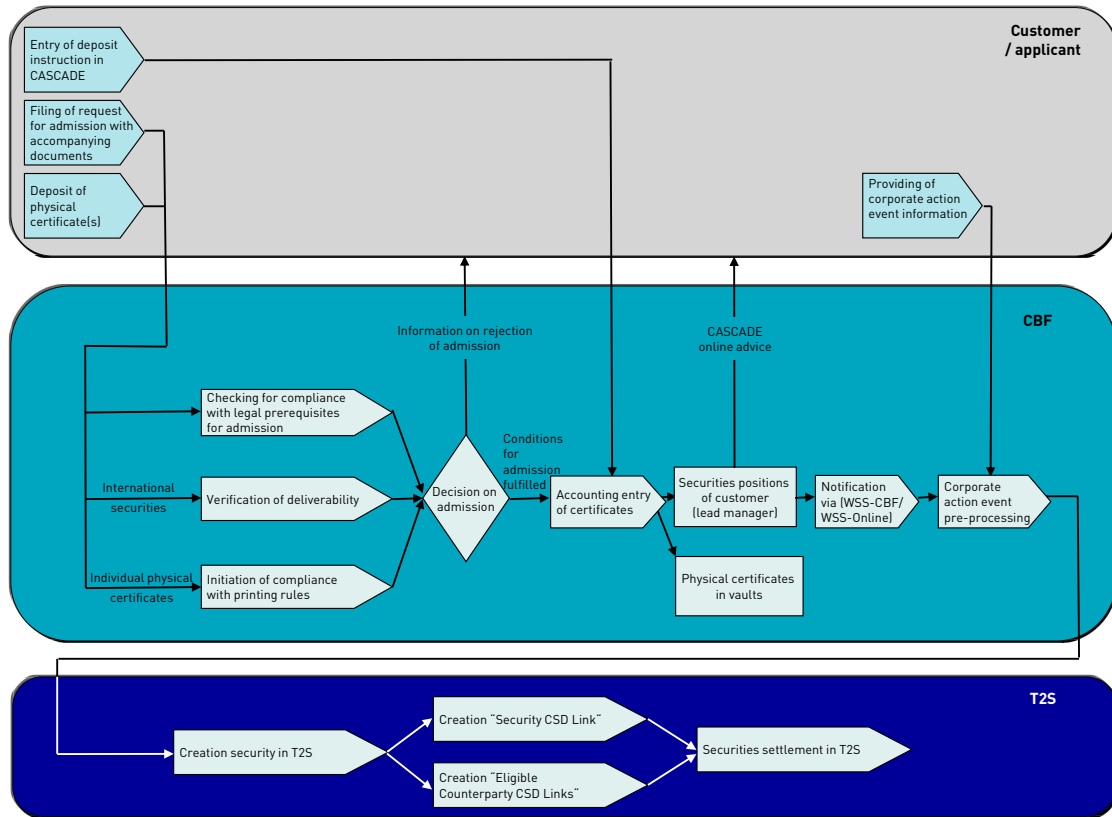 Customer
/ applicant
Entry of deposit
instruction in
CASCADE
Filing of request
for admission with
accompanying
documents
Deposit of
physical
certificate(s)
Providing of
corporate action
event information
CBF
Information on rejection
of admission
CASCADE
online advice
Checking for compliance
with legal prerequisites
for admission
Conditions
for
admission
fulfilled
International
securities
Verification of deliverability
Decision on
admission
Accounting entry
of certificates
Securities positions
of customer
(lead manager)
Notification
via (WSS-CBF/
WSS-Online)
Corporate
action event
pre-processing
Individual physical
certificates
Initiation of compliance
with printing rules
Physical certificates
in vaults
T2S
Creation security in T2S
Creation “Security CSD Link“
Creation “Eligible
Counterparty CSD Links“
Securities settlement in T2S